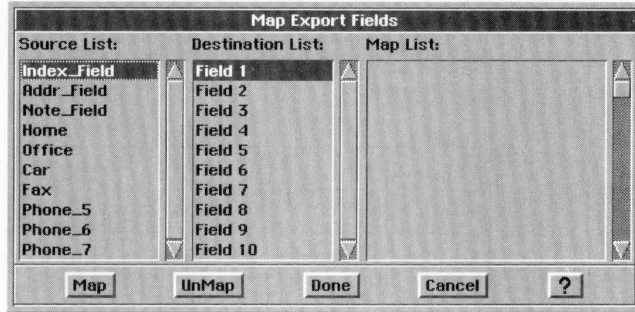 Map Export Fields
Source List: Destination List: Map List:
Index_Field Field 1
Addr_Field Field 2
Note_Field Field 3
Home Field 4
Office Field 5
Car Field 6
Fax Field 7
Phone_5 Field 8
Phone_6 Field 9
Phone_7 Field 10
Map UnMap Done Cancel ?